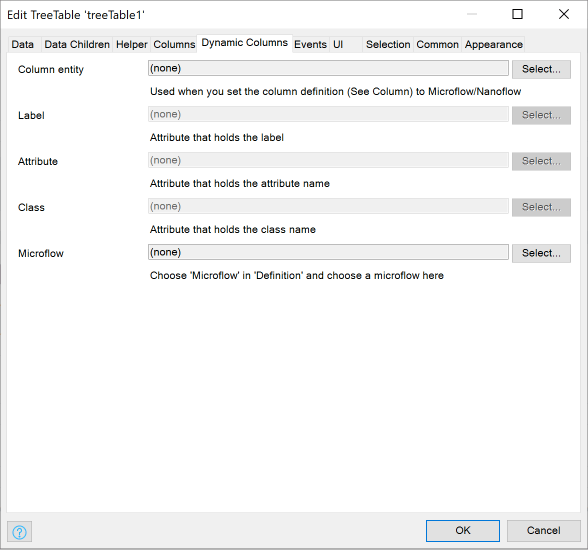 Edit TreeTable 'treeTable1'
Data Data Children Helper Columns Dynamic Columns Events UI Selection Common Appearance
Column entity (none) Select...
Used when you set the column definition (See Column) to Microflow/Nanoflow
Label (none) Select...
Attribute that holds the label
Attribute (none) Select...
Attribute that holds the attribute name
Class (none) Select...
Attribute that holds the class name
Microflow (none) Select...
Choose 'Microflow' in 'Definition' and choose a microflow here
? OK Cancel